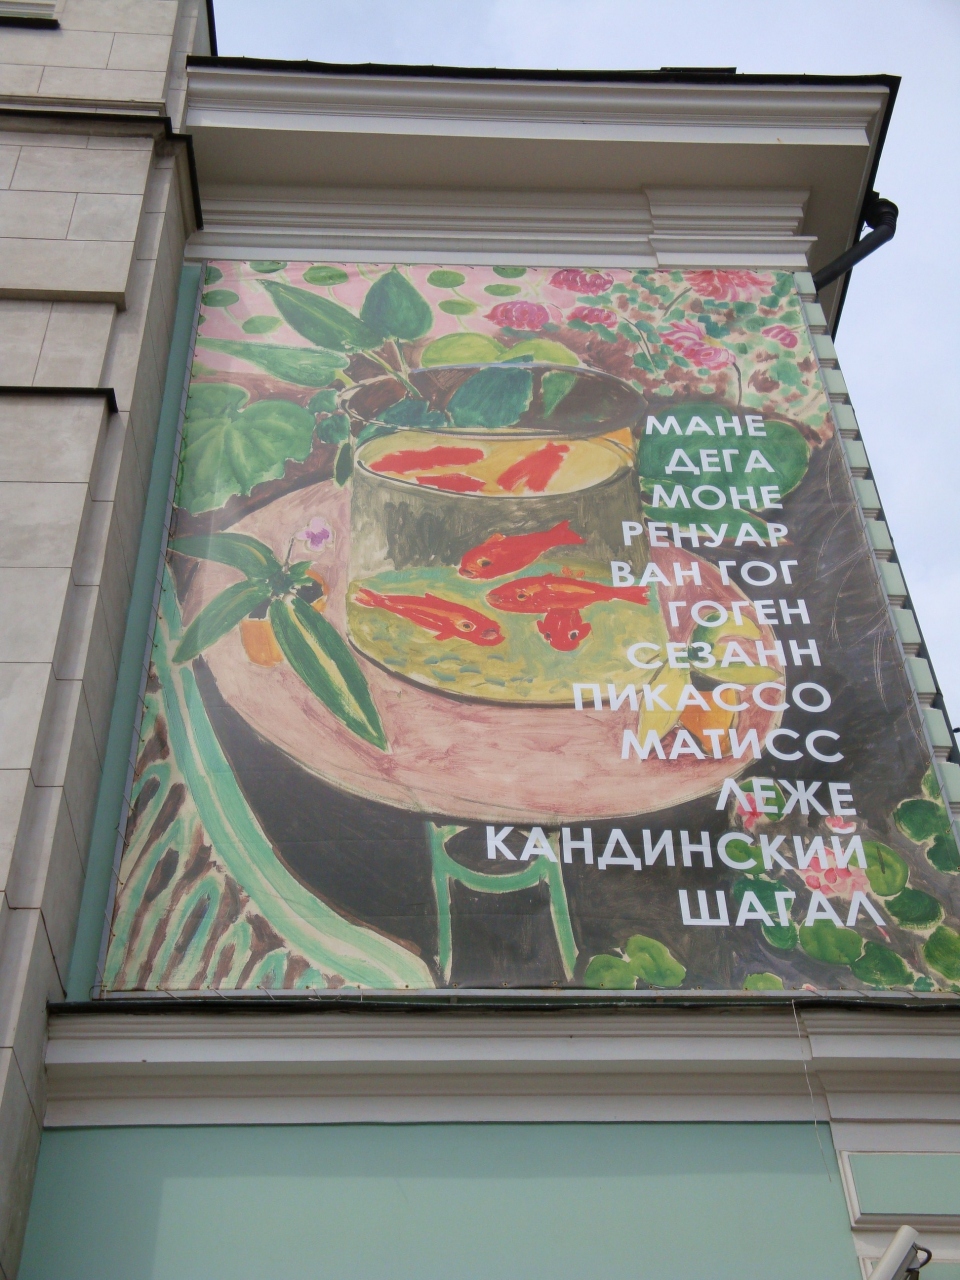 МАНЕ
ДЕГА
МОНЕ
РЕНУАР
ВАН ГОГ
ГОГЕН
СЕЗАНН
ПИКАССО
МАТИСС
ЛЕЖЕ
КАНДИНСКИЙ
ШАГАЛ